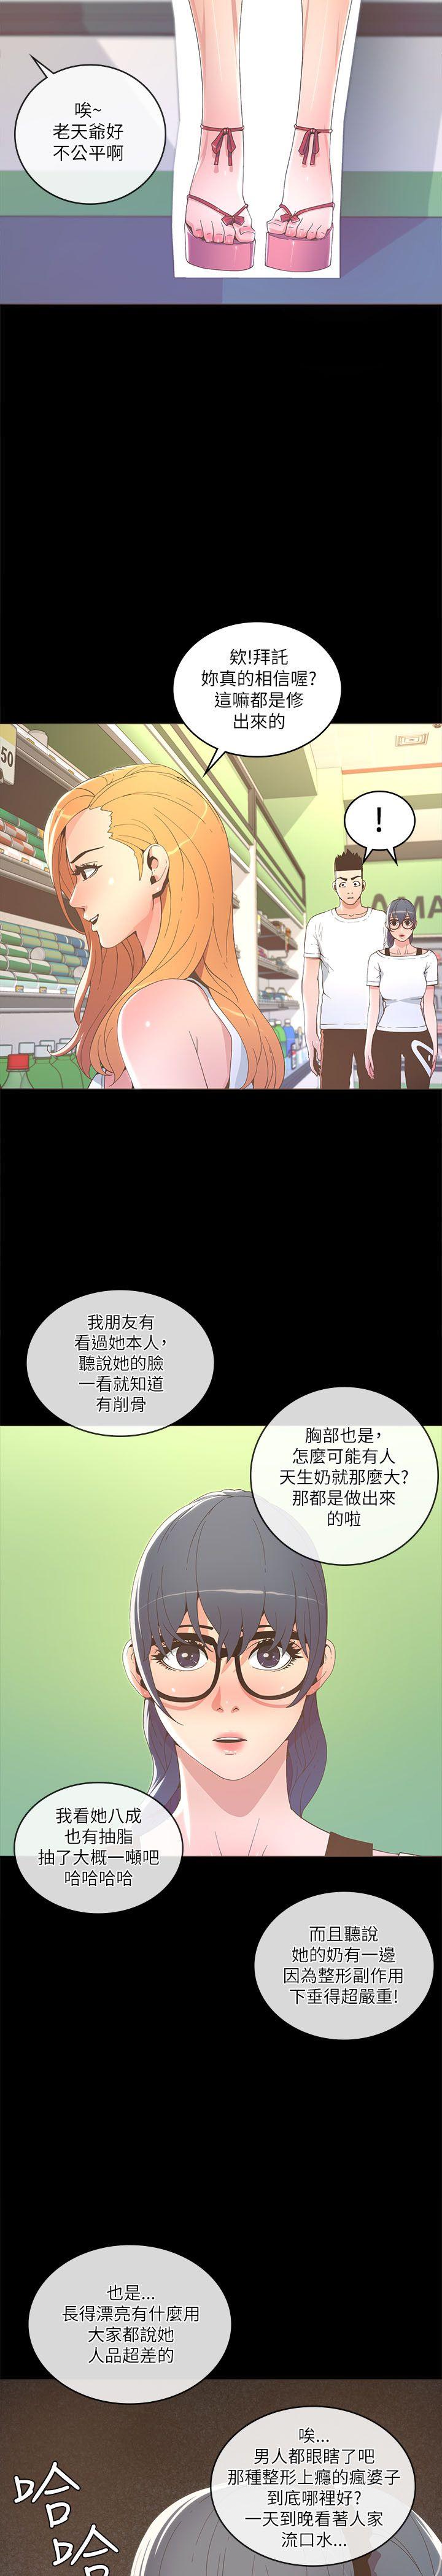 唉~
老天爺好
不公平啊
欸!拜託
妳真的相信喔?
這嘛都是修
出來的
50
!
MA
我朋友有
看過她本人,
聽說她的臉
一看就知道
有削骨
胸部也是,
怎麼可能有人
天生奶就那麼大?
那都是做出來
的啦
我看她八成
也有抽脂
抽了大概一噸吧
哈哈哈哈
而且聽說
她的奶有一邊
因為整形副作用
下垂得超嚴重!
也是...
長得漂亮有什麼用
大家都說她
人品超差的
唉...
男人都眼瞎了吧
那種整形上癮的瘋婆子
到底哪裡好?
一天到晚看著人家
流口水...
哈
哈